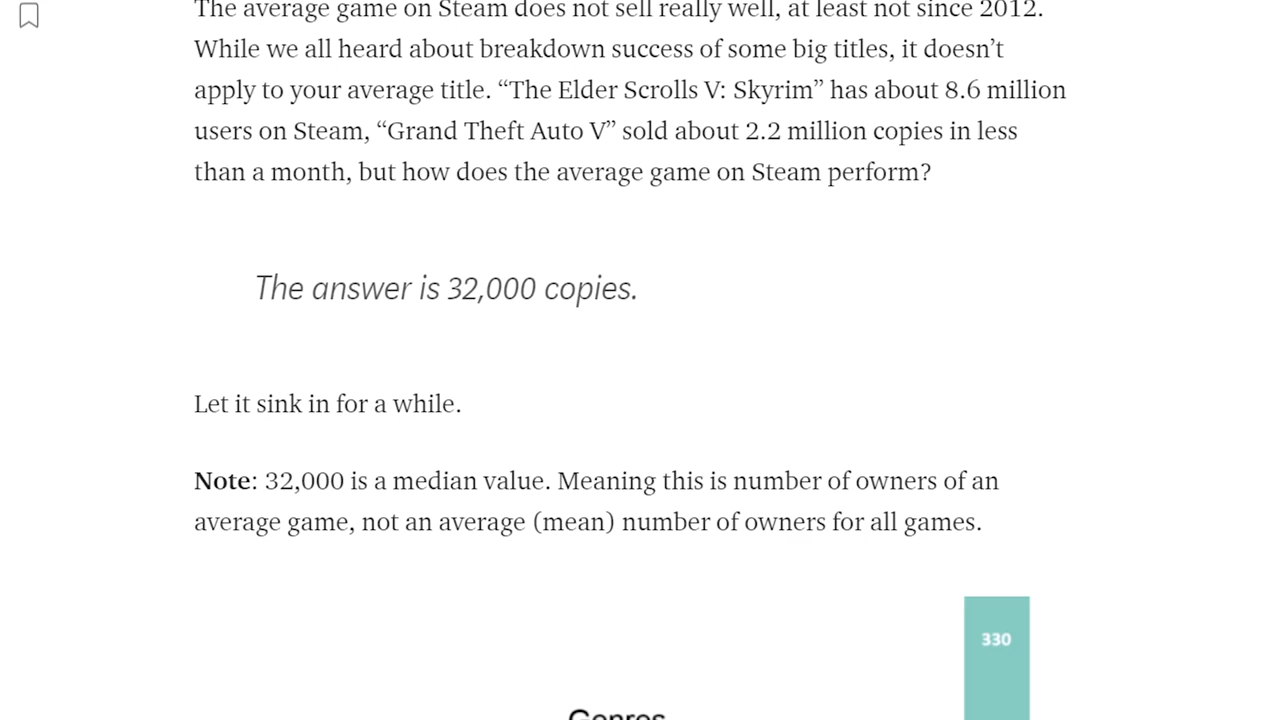 The average game on Steam does not sell really well, at least not since 2012.
While we all heard about breakdown success of some big titles, it doesn’t
apply to your average title. “The Elder Scrolls V: Skyrim” has about 8.6 million
users on Steam, “Grand Theft Auto V” sold about 2.2 million copies in less
than a month, but how does the average game on Steam perform?
The answer is 32,000 copies.
Let it sink in for a while.
Note: 32,000 is a median value. Meaning this is number of owners of an
average game, not an average (mean) number of owners for all games.
330
Genres